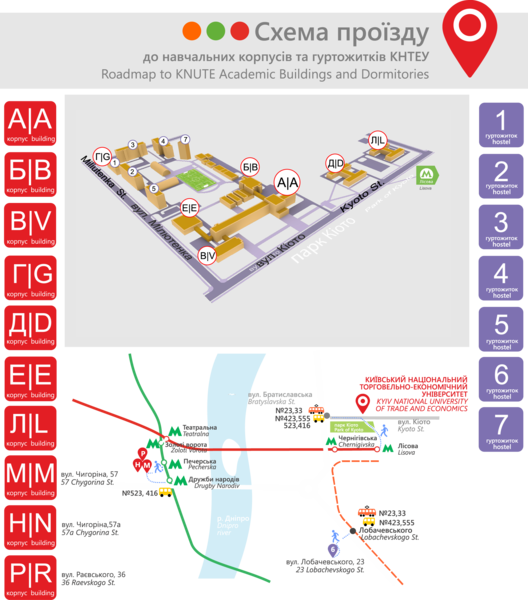 Схема проїзду
до навчальних корпусів та гуртожитків КНТЕУ
Roadmap to KNUTE Academic Buildings and Dormitories
А|A
корпус building
Б|B
корпус building
В|V
корпус building
Г|G
корпус building
Д|D
корпус building
Е|E
корпус building
Л|L
корпус building
М|M
корпус building
вул. Чигоріна, 57
57 Chygorina St.
Н|N
корпус building
вул. Чигоріна,57а
57a Chygorina St.
Р|R
корпус building
вул. Раєвського, 36
36 Raevskogo St.
Г|G
1
2
3
4
5
7
Б|B
А|A
Е|E
В|V
Д|D
Л|L
Milutenka St.
вул. Мілютенка
вул. Кіото
Kyoto St.
парк Кіото
М
Лісова
Lisova
1
гуртожиток
hostel
2
гуртожиток
hostel
3
гуртожиток
hostel
4
гуртожиток
hostel
5
гуртожиток
hostel
6
гуртожиток
hostel
7
гуртожиток
hostel
КИЇВСЬКИЙ НАЦІОНАЛЬНИЙ
ТОРГОВЕЛЬНО-ЕКОНОМІЧНИЙ
УНІВЕРСИТЕТ
KYIV NATIONAL UNIVERSITY
OF TRADE AND ECONOMICS
вул. Братиславська
Bratyslavska St.
№23,33
№423,555
523,416
парк Кіото
Park of Kyoto
вул. Кіото
Kyoto St.
Чернігівська
Chernigivska
Лісова
Lisova
Театральна
Teatralna
Золоті ворота
Zoloti Vorota
Печерська
Pecherska
Дружби народів
Drugby Narodiv
Р
Н
М
№523, 416
р. Дніпро
Dnipro
river
№23,33
№423,555
Лобачевського
Lobachevskogo St.
6
вул. Лобачевського, 23
23 Lobachevskogo St.